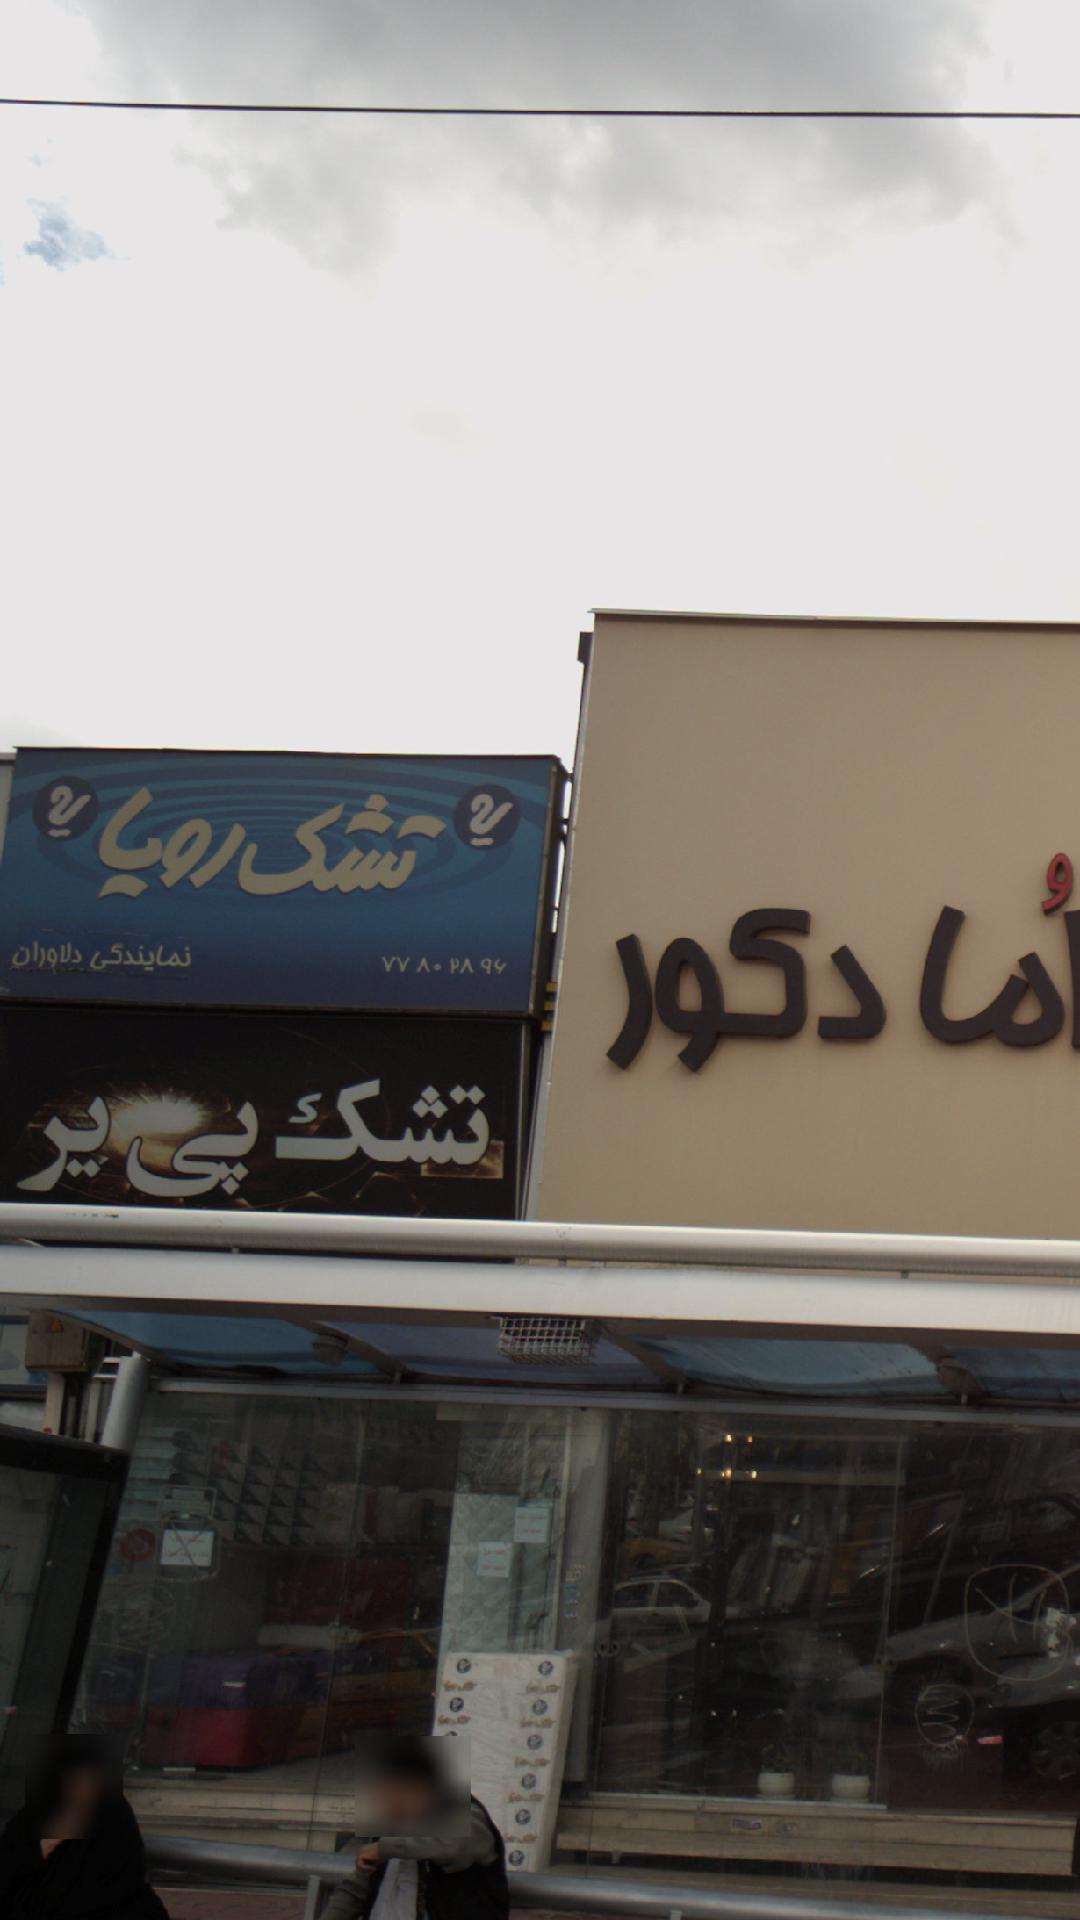 تشک رویا
نمایندگی دلاوران
۷۷ ۸۰ ۲۸ ۹۶
تشک پی یر
اُما دکور